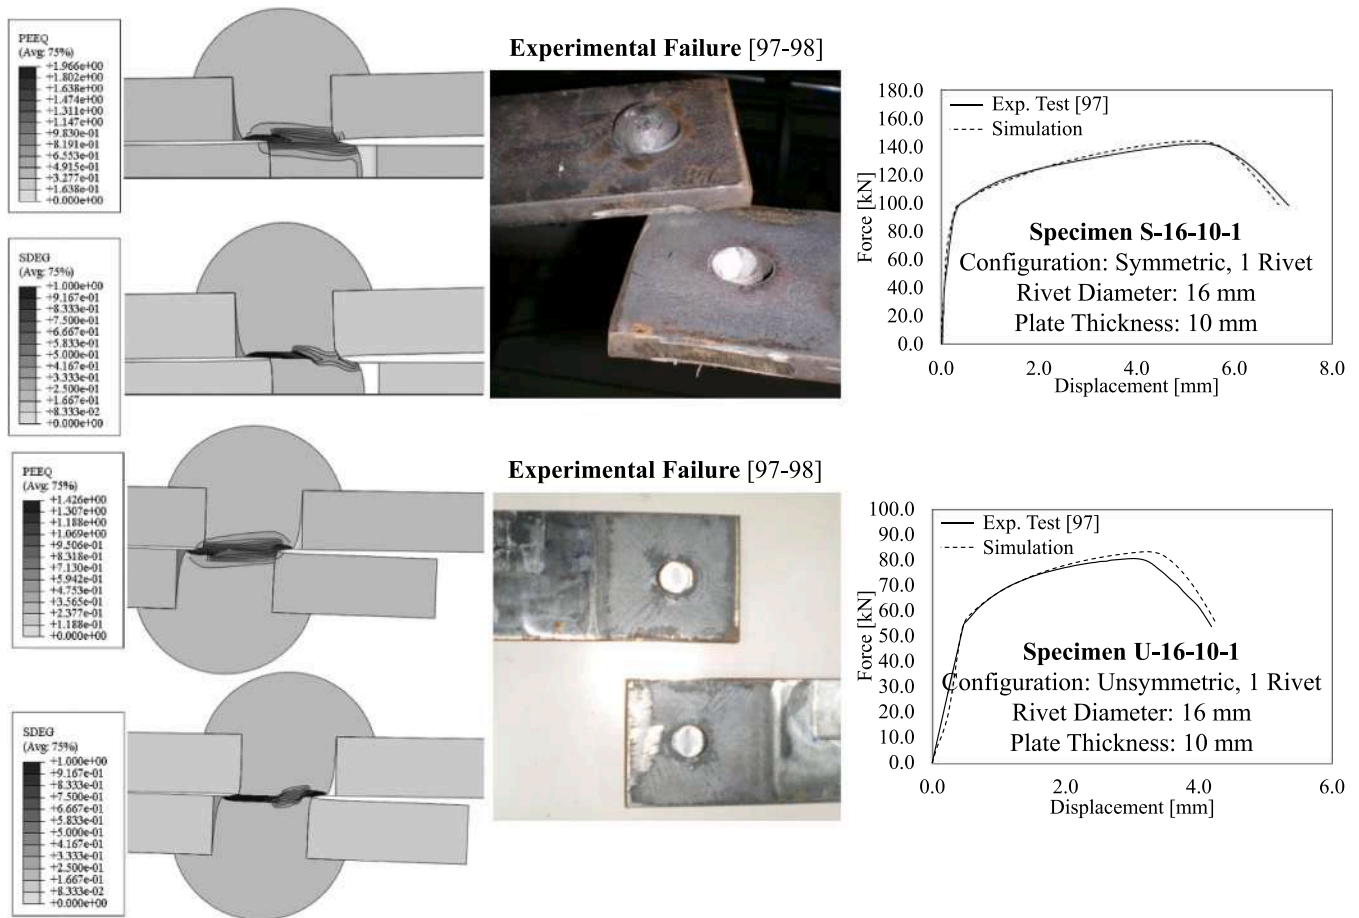 PEEQ
(Avg: 75%)
+1.966e+00
+1.802e+00
+1.638e+00
+1.474e+00
+1.311e+00
+1.147e+00
+9.830e-01
+8.191e-01
+6.553e-01
+4.915e-01
+3.277e-01
+1.638e-01
+0.000e+00
Experimental Failure [97-98]
180.0
160.0
140.0
120.0
100.0
80.0
60.0
40.0
20.0
0.0
Force [kN]
Exp. Test [97]
Simulation
Specimen S-16-10-1
Configuration: Symmetric, 1 Rivet
Rivet Diameter: 16 mm
Plate Thickness: 10 mm
0.0 2.0 4.0 6.0 8.0
Displacement [mm]
SDEG
(Avg: 75%)
+1.000e+00
+9.167e-01
+8.333e-01
+7.500e-01
+6.667e-01
+5.833e-01
+5.000e-01
+4.167e-01
+3.333e-01
+2.500e-01
+1.667e-01
+8.333e-02
+0.000e+00
PEEQ
(Avg: 75%)
+1.426e+00
+1.307e+00
+1.188e+00
+1.069e+00
+9.506e-01
+8.318e-01
+7.130e-01
+5.942e-01
+4.753e-01
+3.565e-01
+2.377e-01
+1.188e-01
+0.000e+00
Experimental Failure [97-98]
100.0
90.0
80.0
70.0
60.0
50.0
40.0
30.0
20.0
10.0
0.0
Force [kN]
Exp. Test [97]
Simulation
Specimen U-16-10-1
Configuration: Unsymmetric, 1 Rivet
Rivet Diameter: 16 mm
Plate Thickness: 10 mm
0.0 2.0 4.0 6.0
Displacement [mm]
SDEG
(Avg: 75%)
+1.000e+00
+9.167e-01
+8.333e-01
+7.500e-01
+6.667e-01
+5.833e-01
+5.000e-01
+4.167e-01
+3.333e-01
+2.500e-01
+1.667e-01
+8.333e-02
+0.000e+00